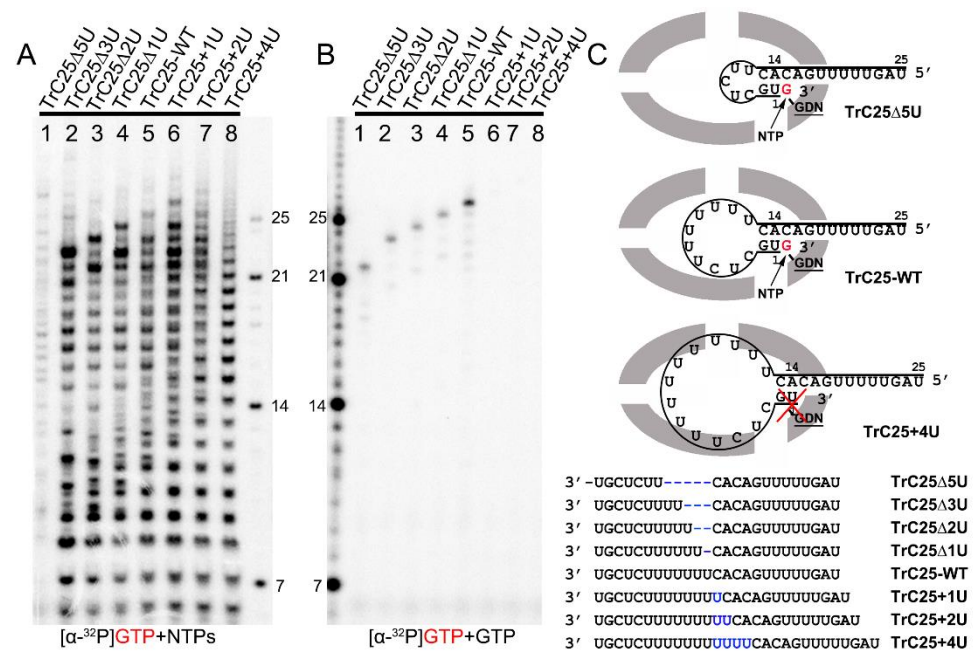 A
TrC25Δ5U
TrC25Δ3U
TrC25Δ2U
TrC25Δ1U
TrC25-WT
TrC25+1U
TrC25+2U
TrC25+4U
1 2 3 4 5 6 7 8
25
21
14
7
[α-³²P]GTP+NTPs
B
TrC25Δ5U
TrC25Δ3U
TrC25Δ2U
TrC25Δ1U
TrC25-WT
TrC25+1U
TrC25+2U
TrC25+4U
1 2 3 4 5 6 7 8
25
21
14
7
[α-³²P]GTP+GTP
C
14 25
CACAGUUUUUGAU 5′
GUG 3′
1 GDN
NTP
TrC25Δ5U
14 25
CACAGUUUUUGAU 5′
GUG 3′
1 GDN
NTP
TrC25-WT
14 25
CACAGUUUUUGAU 5′
GU 3′
GDN
TrC25+4U
3′-UGCUCUU-----CACAGUUUUUGAU TrC25Δ5U
3′ UGCUCUUUU---CACAGUUUUUGAU TrC25Δ3U
3′ UGCUCUUUUU--CACAGUUUUUGAU TrC25Δ2U
3′ UGCUCUUUUUU-CACAGUUUUUGAU TrC25Δ1U
3′ UGCUCUUUUUUUCACAGUUUUUGAU TrC25-WT
3′ UGCUCUUUUUUUUCACAGUUUUUGAU TrC25+1U
3′ UGCUCUUUUUUUUUCACAGUUUUUGAU TrC25+2U
3′ UGCUCUUUUUUUUUUUCACAGUUUUUGAU TrC25+4U